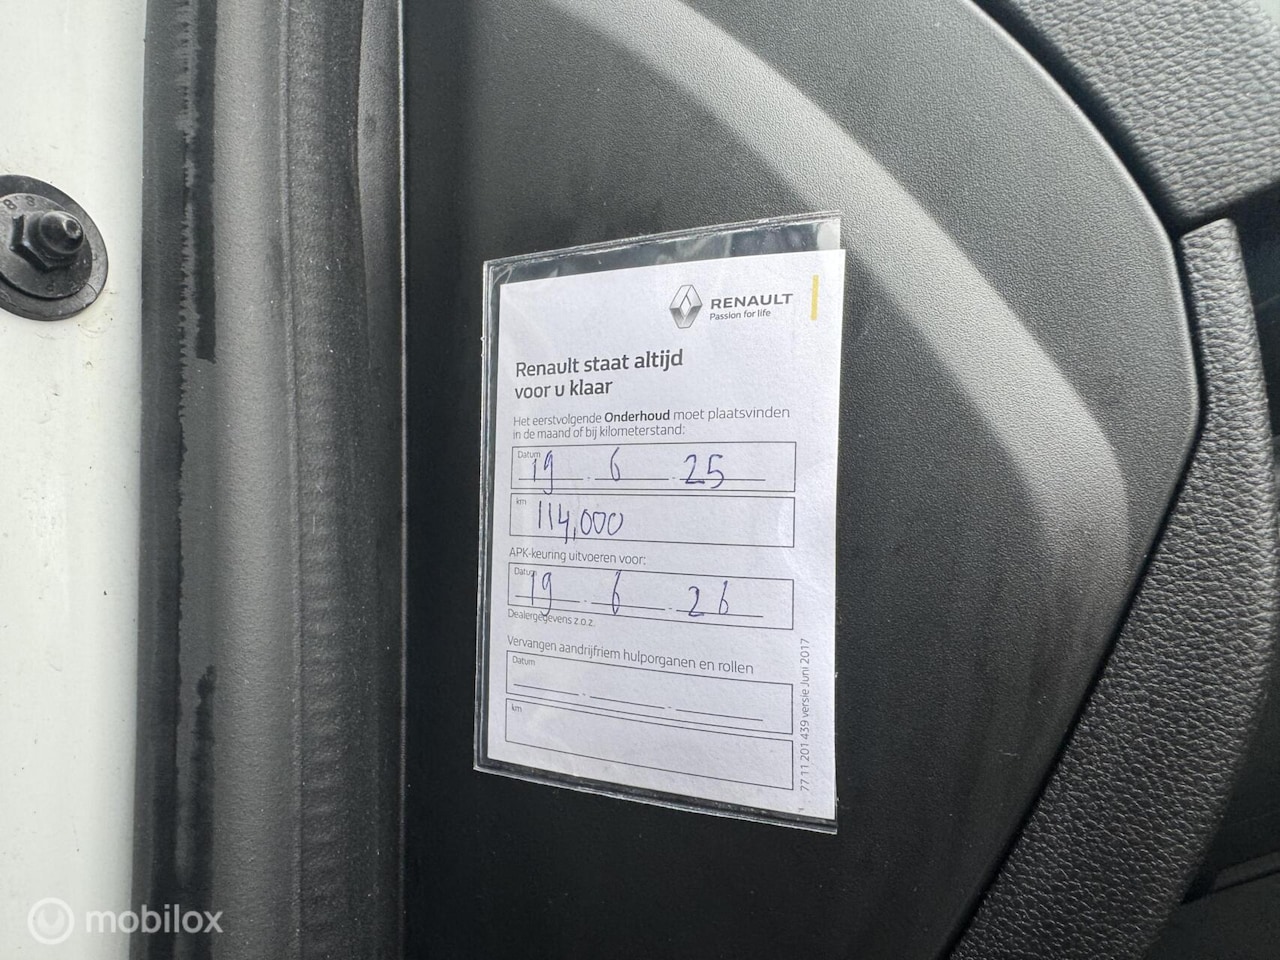 8 8
RENAULT
Passion for life
Renault staat altijd
voor u klaar
Het eerstvolgende Onderhoud moet plaatsvinden
in de maand of bij kilometerstand:
Datum
19 . 6 . 25
km
114,000
APK-keuring uitvoeren voor:
Datum
19 . 6 . 26
Dealergegevens z.o.z.
Vervangen aandrijfriem hulporganen en rollen
Datum
km
77 11 201 439 versie Juni 2017
mobilox